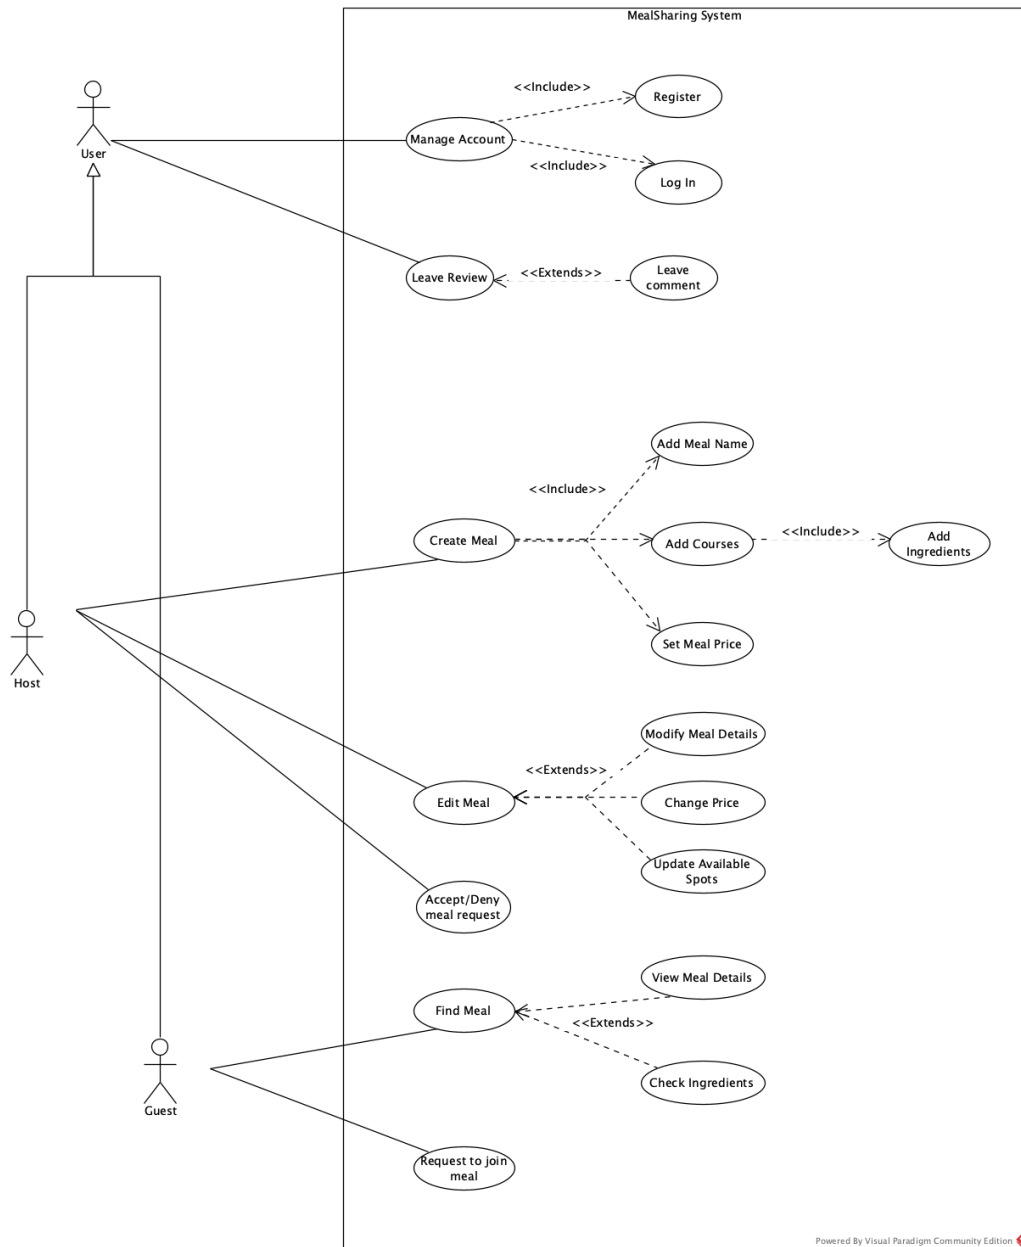 MealSharing System
<<Include>>
Register
User
Manage Account
<<Include>>
Log In
Leave Review
<<Extends>>
Leave
comment
Add Meal Name
<<Include>>
Create Meal
Add Courses
<<Include>>
Add
Ingredients
Set Meal Price
Host
Modify Meal Details
<<Extends>>
Edit Meal
Change Price
Update Available
Spots
Accept/Deny
meal request
View Meal Details
Find Meal
<<Extends>>
Check Ingredients
Guest
Request to join
meal
Powered By Visual Paradigm Community Edition